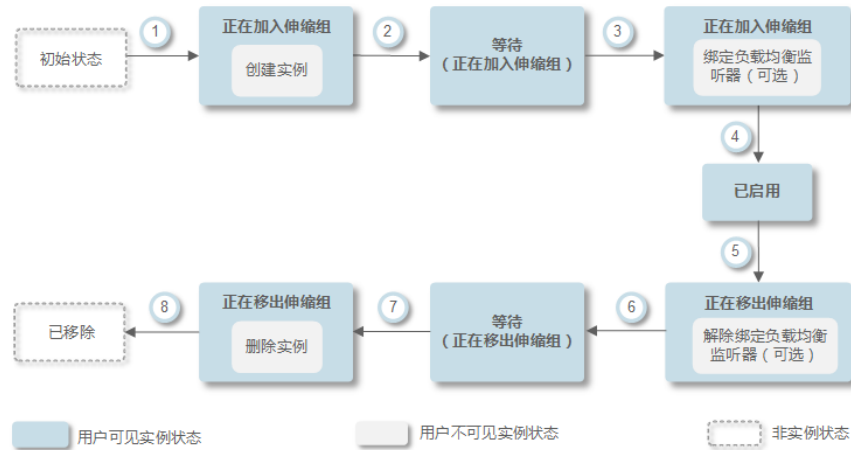 初始状态
1
正在加入伸缩组
创建实例
2
等待
（正在加入伸缩组）
3
正在加入伸缩组
绑定负载均衡监
听器（可选）
4
已启用
5
正在移出伸缩组
解除绑定负载均衡
监听器（可选）
6
等待
（正在移出伸缩组）
7
正在移出伸缩组
删除实例
8
已移除
用户可见实例状态
用户不可见实例状态
非实例状态